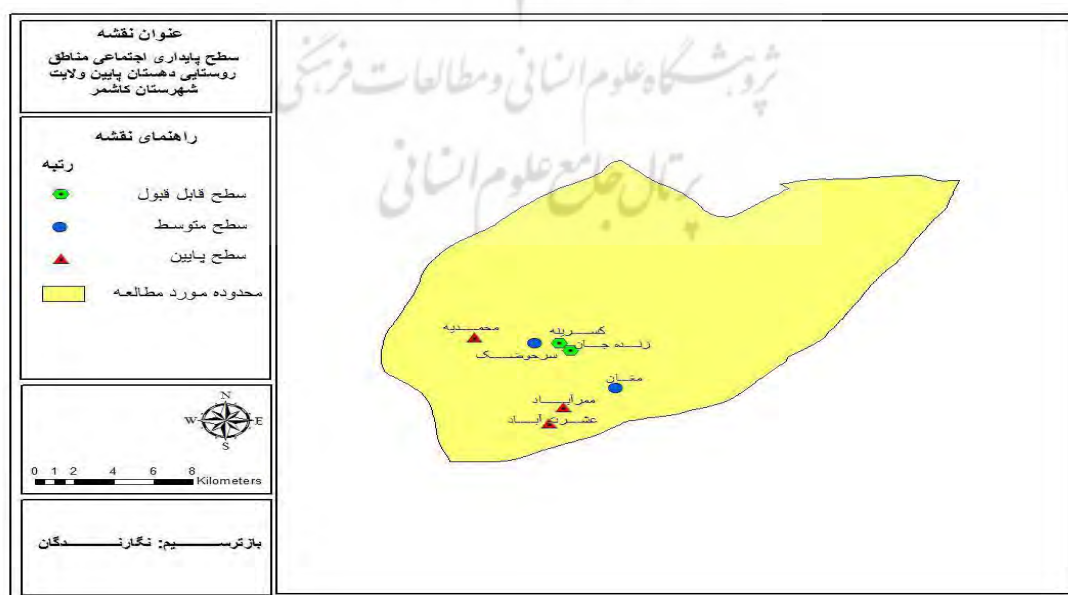 پژوهشگاه علوم انسانی و مطالعات فرهنگی
پرتال جامع علوم انسانی
عنوان نقشه
سطح پایداری اجتماعی مناطق
روستایی دهستان پایین ولایت
شهرستان کاشمر
راهنمای نقشه
رتبه
سطح قابل قبول
سطح متوسط
سطح پایین
محدوده مورد مطالعه
N
W E
S
0 1 2 4 6 8
Kilometers
بازترسیم: نگارندگان
محمدیه
کسرینه
زنده جان
سرحوضک
مغان
ممرآباد
عشرت آباد